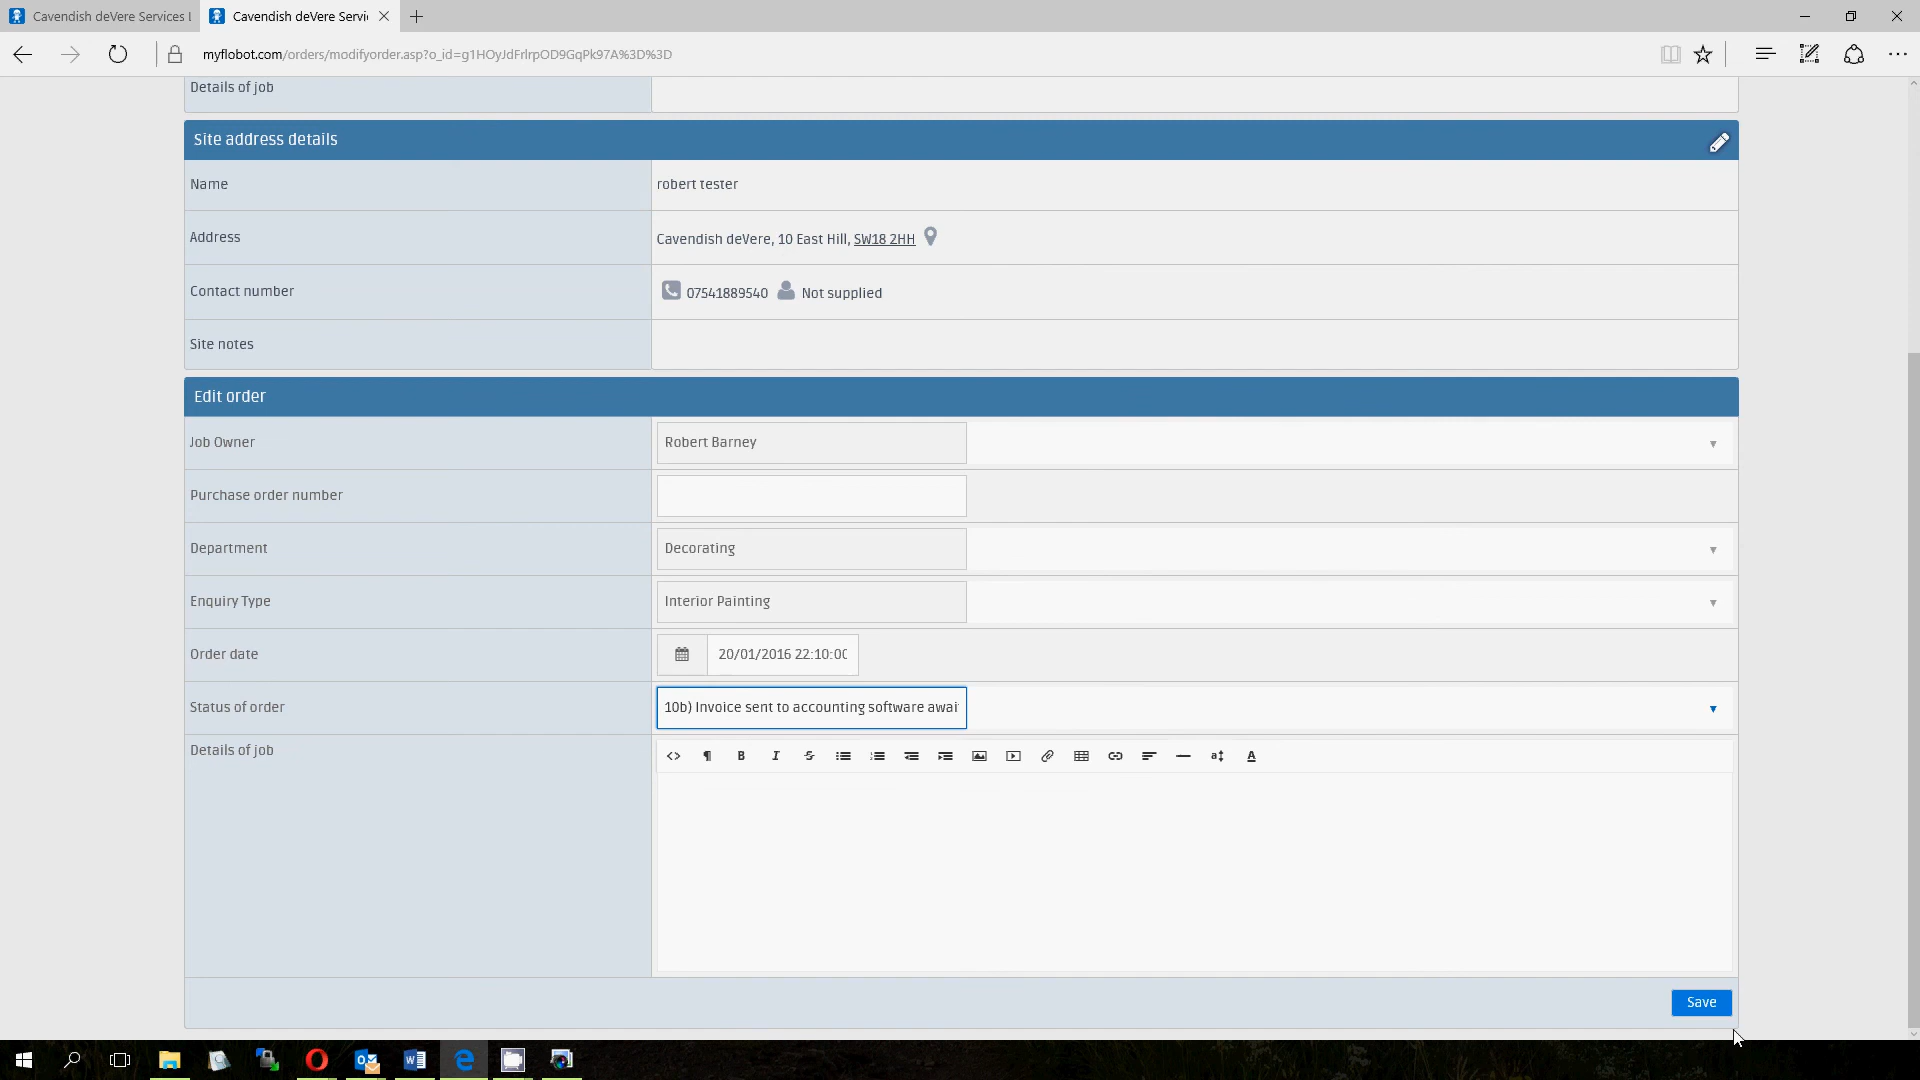 Cavendish deVere Services L
Cavendish deVere Servi
myflobot.com/orders/modifyorder.asp?o_id=g1HOyJdFrlrpOD9GqPk97A%3D%3D
Details of job
Site address details
Name robert tester
Address Cavendish deVere, 10 East Hill, SW18 2HH
Contact number 07541889540 Not supplied
Site notes
Edit order
Job Owner Robert Barney
Purchase order number
Department Decorating
Enquiry Type Interior Painting
Order date 20/01/2016 22:10:00
Status of order 10b) Invoice sent to accounting software awai
Details of job
Save